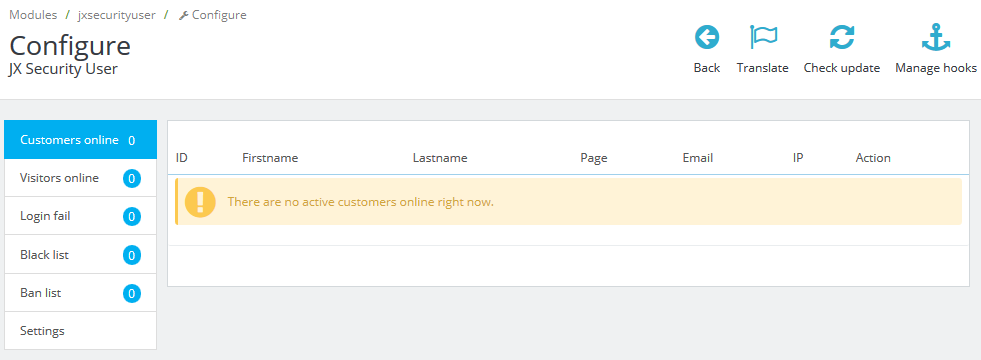 Modules / jxsecurityuser / Configure
Configure
JX Security User
Back Translate Check update Manage hooks
Customers online 0
Visitors online 0
Login fail 0
Black list 0
Ban list 0
Settings
ID Firstname Lastname Page Email IP Action
There are no active customers online right now.